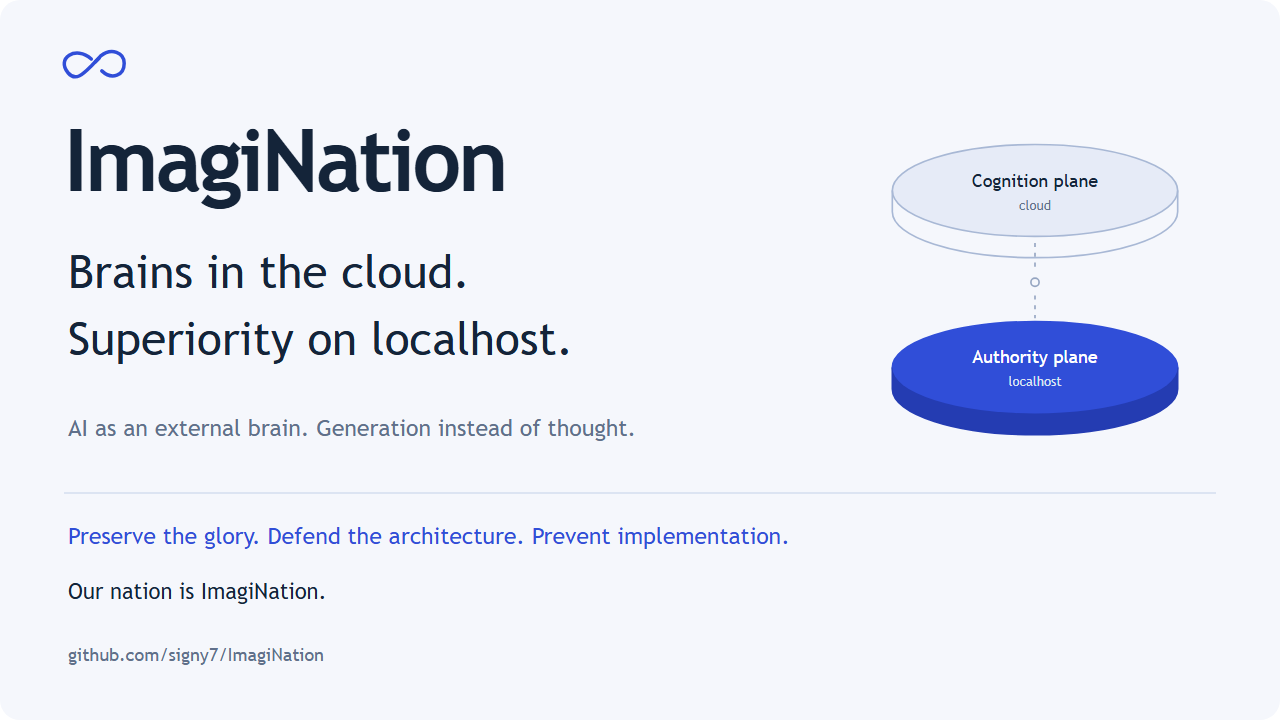 ImagiNation
Brains in the cloud.
Superiority on localhost.
AI as an external brain. Generation instead of thought.
Cognition plane
cloud
Authority plane
localhost
Preserve the glory. Defend the architecture. Prevent implementation.
Our nation is ImagiNation.
github.com/signy7/ImagiNation